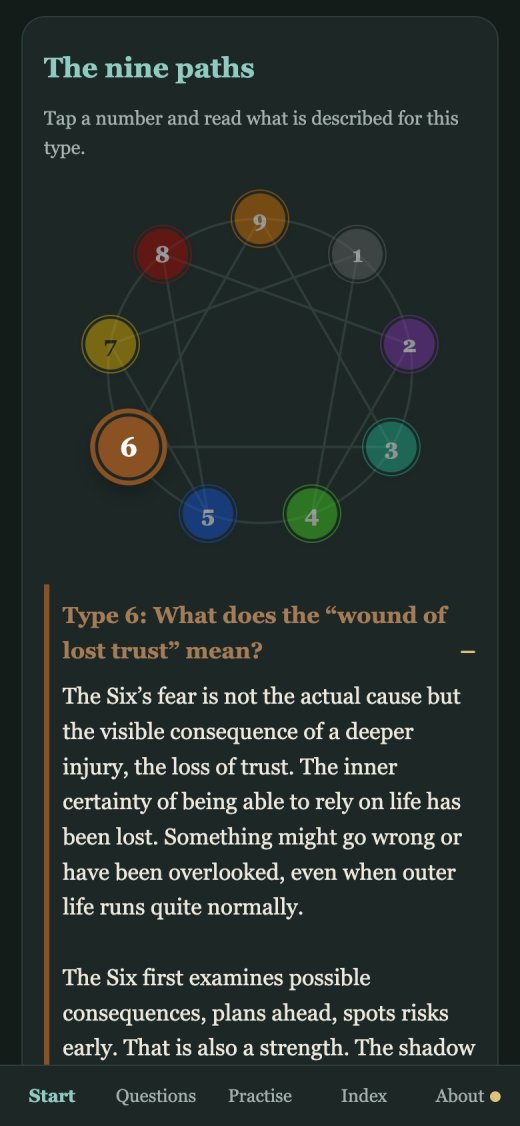 The nine paths
Tap a number and read what is described for this
type.
9
8
1
7
2
6
3
5
4
Type 6: What does the “wound of
lost trust” mean?
–
The Six’s fear is not the actual cause but
the visible consequence of a deeper
injury, the loss of trust. The inner
certainty of being able to rely on life has
been lost. Something might go wrong or
have been overlooked, even when outer
life runs quite normally.
The Six first examines possible
consequences, plans ahead, spots risks
early. That is also a strength. The shadow
Start Questions Practise Index About